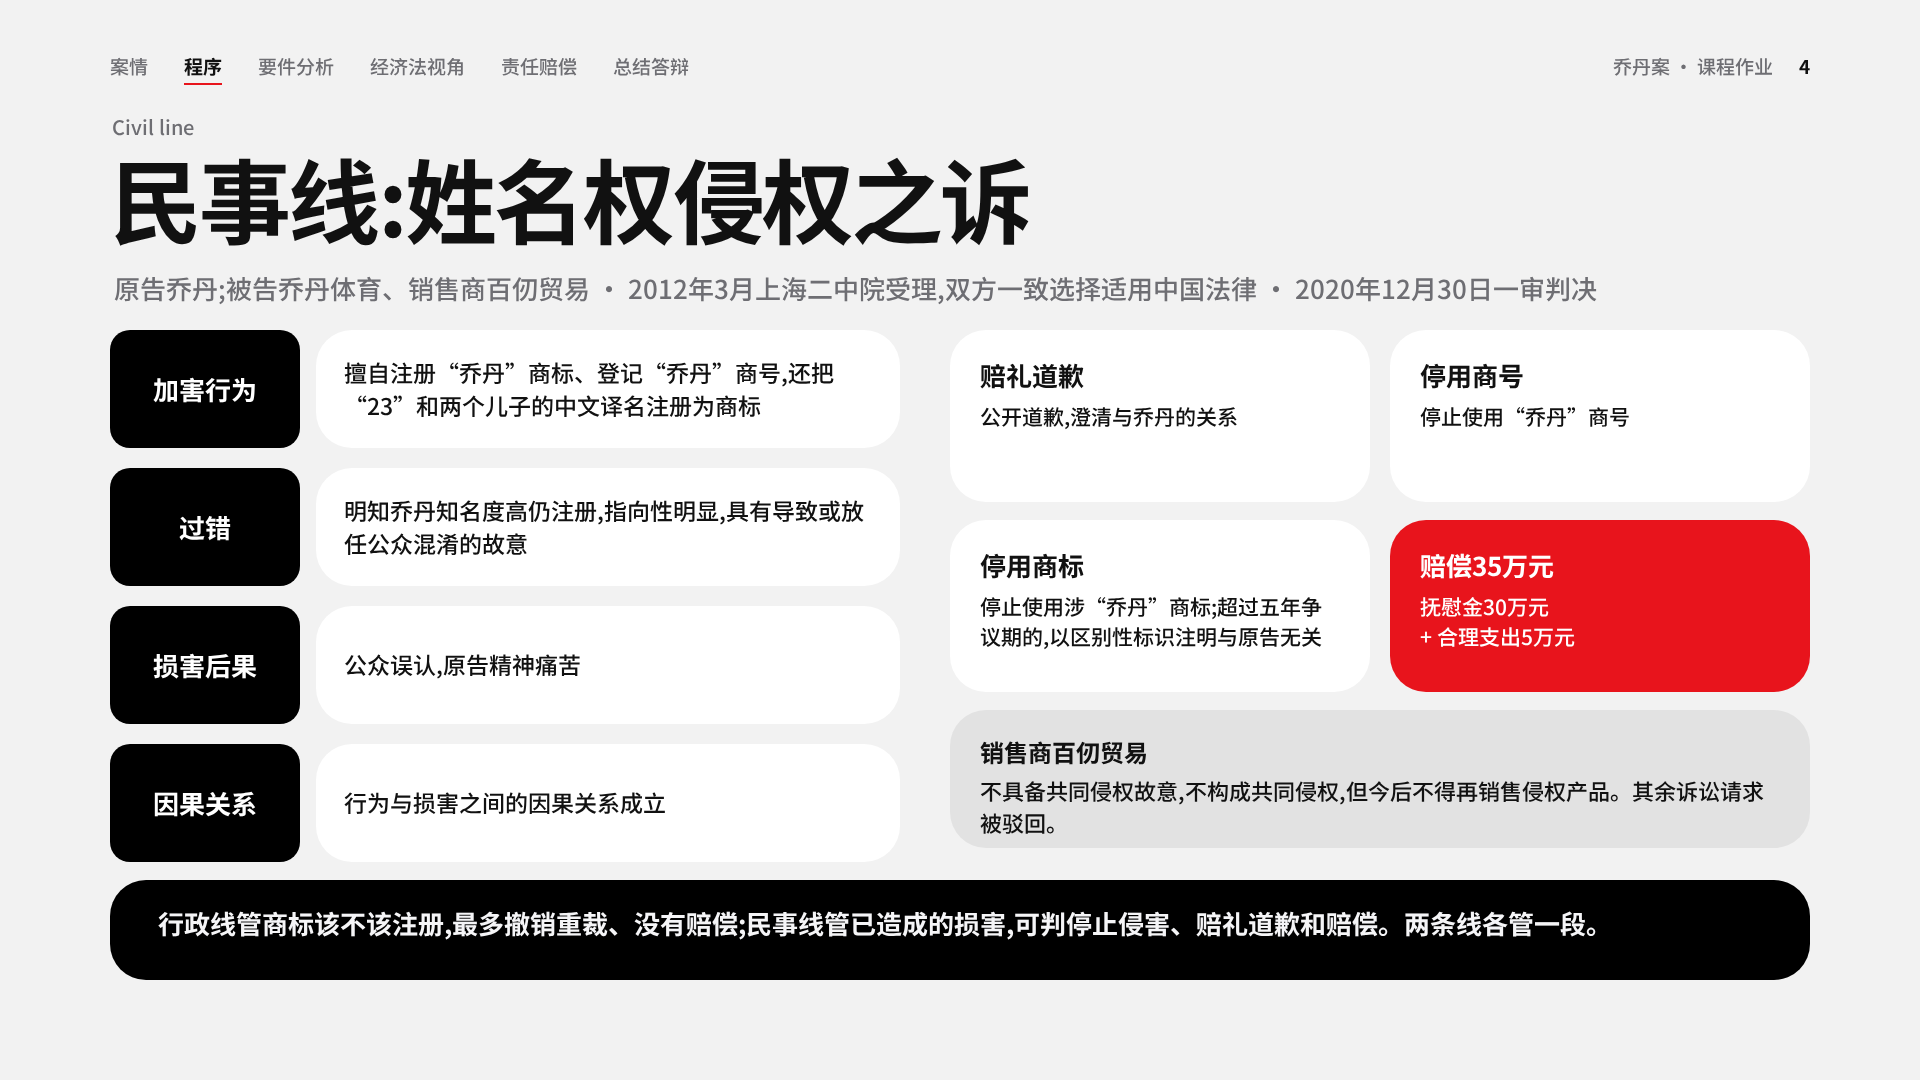 案情 程序 要件分析 经济法视角 责任赔偿 总结答辩 乔丹案 · 课程作业 4
Civil line
民事线:姓名权侵权之诉
原告乔丹;被告乔丹体育、销售商百仞贸易 · 2012年3月上海二中院受理,双方一致选择适用中国法律 · 2020年12月30日一审判决
加害行为
擅自注册“乔丹”商标、登记“乔丹”商号,还把
“23”和两个儿子的中文译名注册为商标
过错
明知乔丹知名度高仍注册,指向性明显,具有导致或放
任公众混淆的故意
损害后果
公众误认,原告精神痛苦
因果关系
行为与损害之间的因果关系成立
赔礼道歉
公开道歉,澄清与乔丹的关系
停用商号
停止使用“乔丹”商号
停用商标
停止使用涉“乔丹”商标;超过五年争
议期的,以区别性标识注明与原告无关
赔偿35万元
抚慰金30万元
+ 合理支出5万元
销售商百仞贸易
不具备共同侵权故意,不构成共同侵权,但今后不得再销售侵权产品。其余诉讼请求
被驳回。
行政线管商标该不该注册,最多撤销重裁、没有赔偿;民事线管已造成的损害,可判停止侵害、赔礼道歉和赔偿。两条线各管一段。